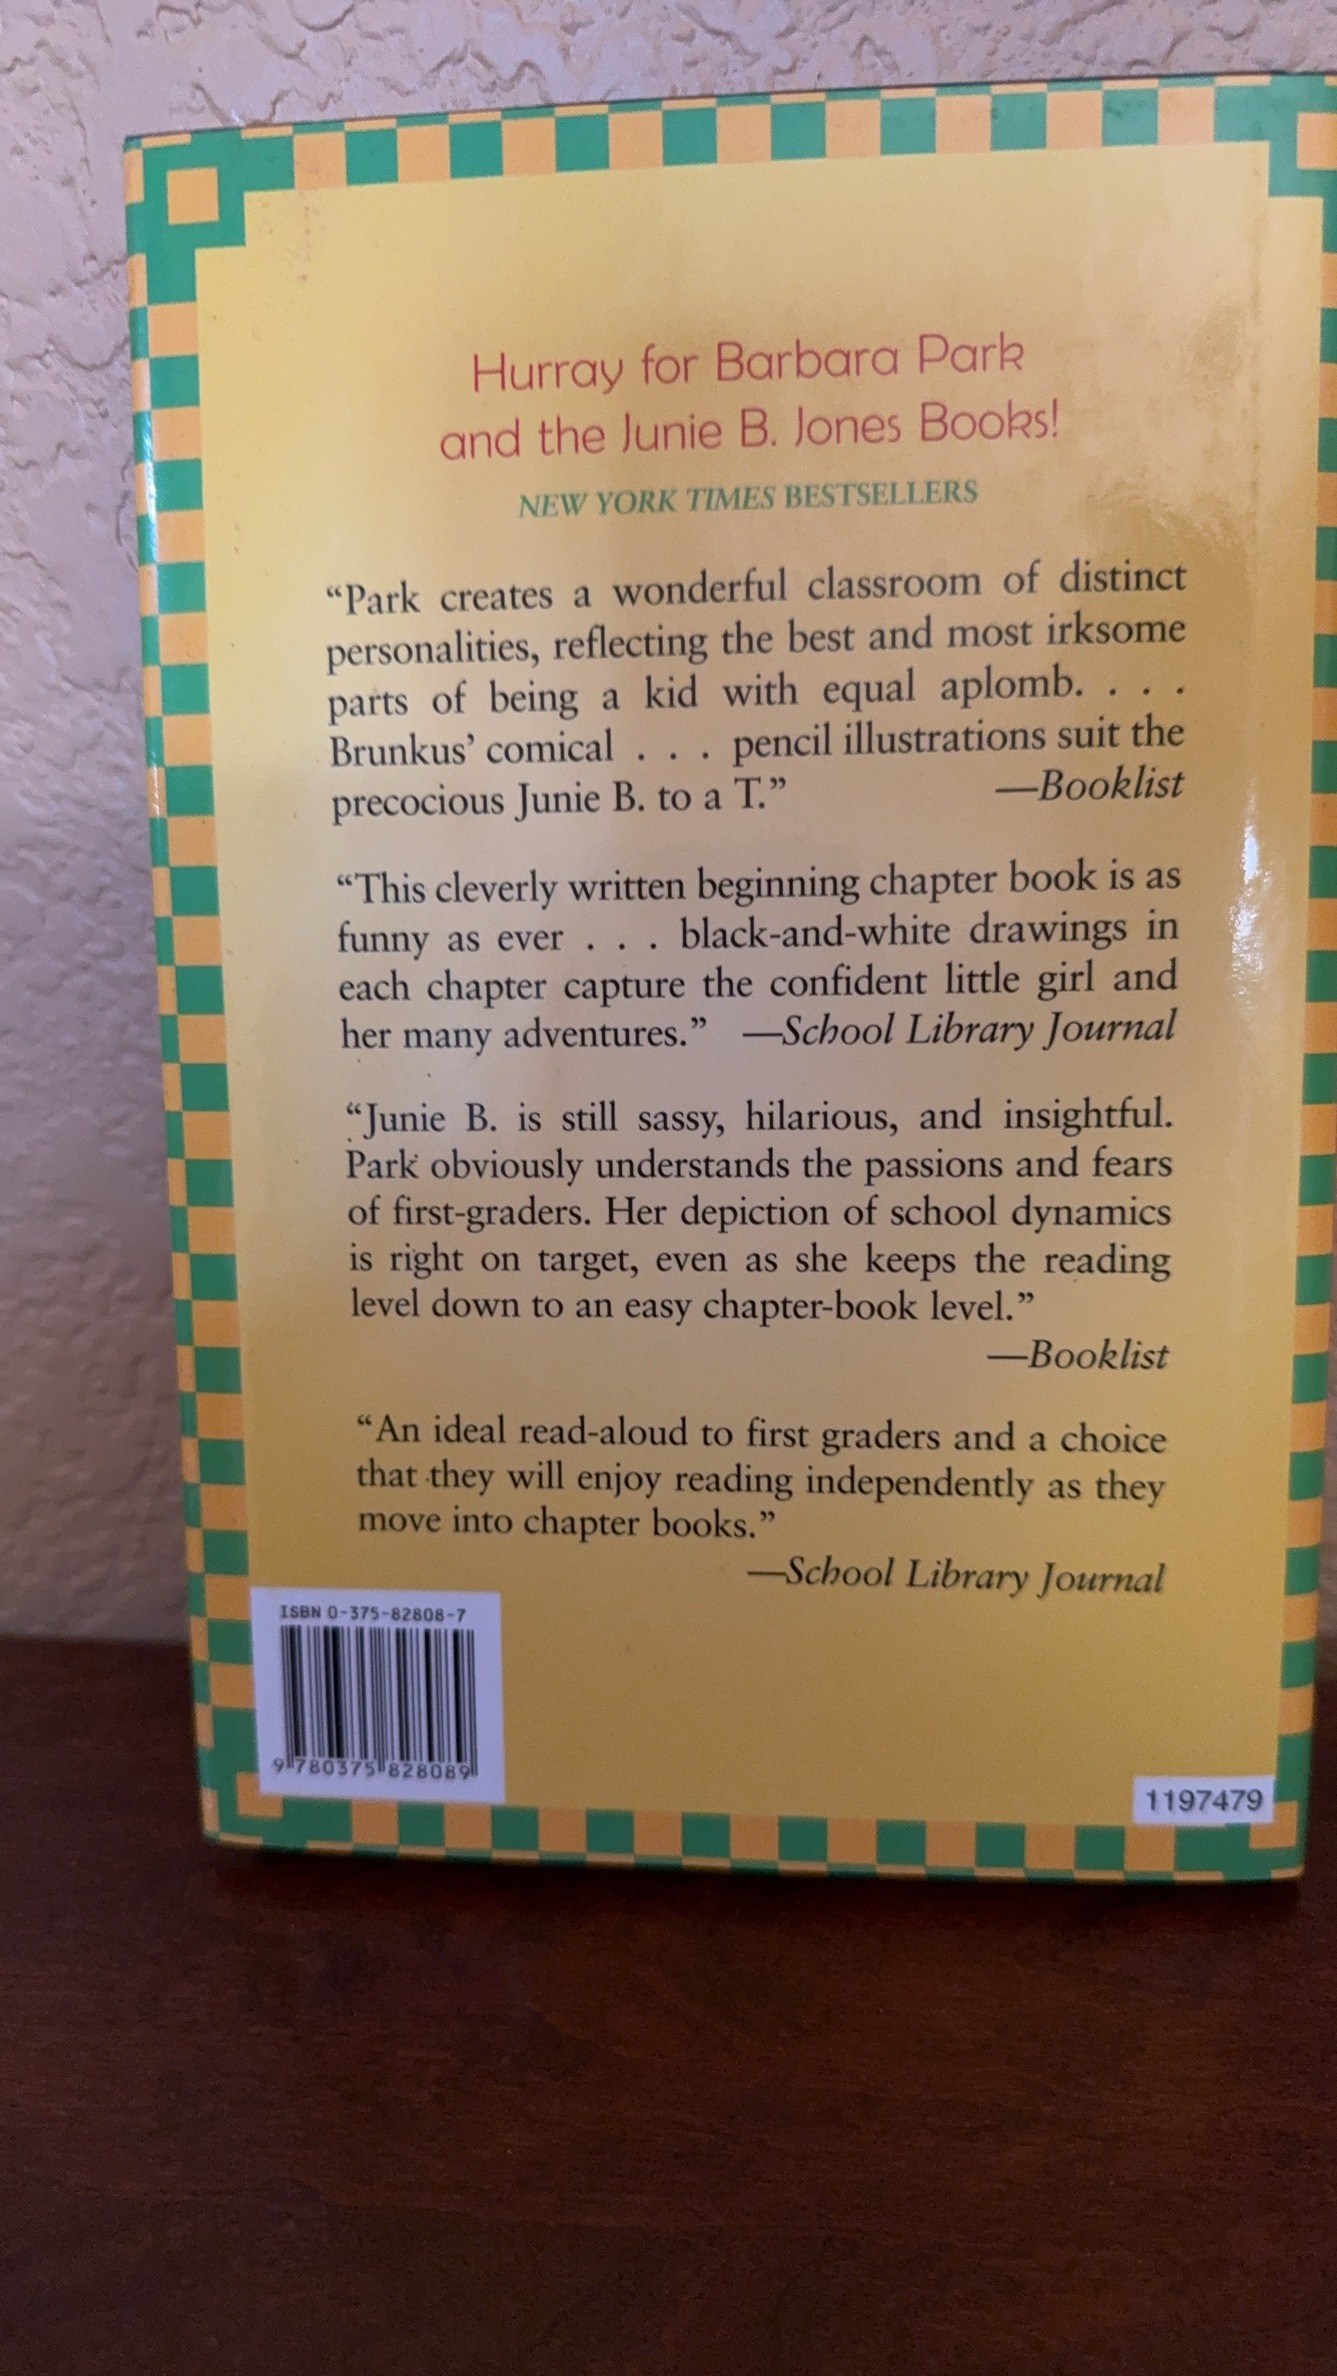 Hurray for Barbara Park
and the Junie B. Jones Books!
NEW YORK TIMES BESTSELLERS
“Park creates a wonderful classroom of distinct
personalities, reflecting the best and most irksome
parts of being a kid with equal aplomb. . . .
Brunkus’ comical . . . pencil illustrations suit the
precocious Junie B. to a T.” —Booklist
“This cleverly written beginning chapter book is as
funny as ever . . . black-and-white drawings in
each chapter capture the confident little girl and
her many adventures.” —School Library Journal
“Junie B. is still sassy, hilarious, and insightful.
Park obviously understands the passions and fears
of first-graders. Her depiction of school dynamics
is right on target, even as she keeps the reading
level down to an easy chapter-book level.”
—Booklist
“An ideal read-aloud to first graders and a choice
that they will enjoy reading independently as they
move into chapter books.”
—School Library Journal
ISBN 0-375-82808-7
9 780375 828089
1197479